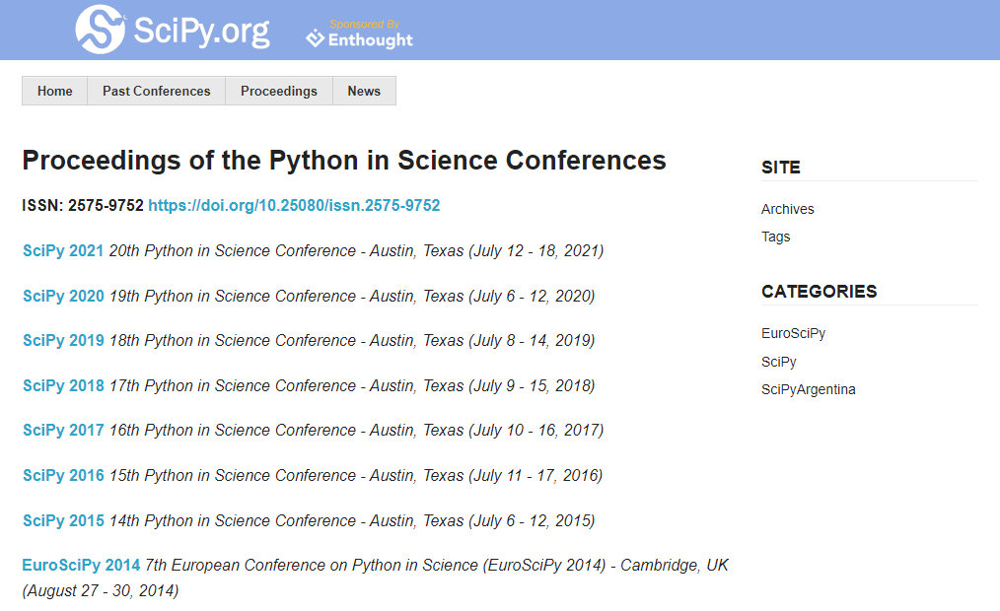 SciPy.org
Sponsored By
Enthought
Home
Past Conferences
Proceedings
News
Proceedings of the Python in Science Conferences
ISSN: 2575-9752 https://doi.org/10.25080/issn.2575-9752
SciPy 2021 20th Python in Science Conference - Austin, Texas (July 12 - 18, 2021)
SciPy 2020 19th Python in Science Conference - Austin, Texas (July 6 - 12, 2020)
SciPy 2019 18th Python in Science Conference - Austin, Texas (July 8 - 14, 2019)
SciPy 2018 17th Python in Science Conference - Austin, Texas (July 9 - 15, 2018)
SciPy 2017 16th Python in Science Conference - Austin, Texas (July 10 - 16, 2017)
SciPy 2016 15th Python in Science Conference - Austin, Texas (July 11 - 17, 2016)
SciPy 2015 14th Python in Science Conference - Austin, Texas (July 6 - 12, 2015)
EuroSciPy 2014 7th European Conference on Python in Science (EuroSciPy 2014) - Cambridge, UK
(August 27 - 30, 2014)
SITE
Archives
Tags
CATEGORIES
EuroSciPy
SciPy
SciPyArgentina